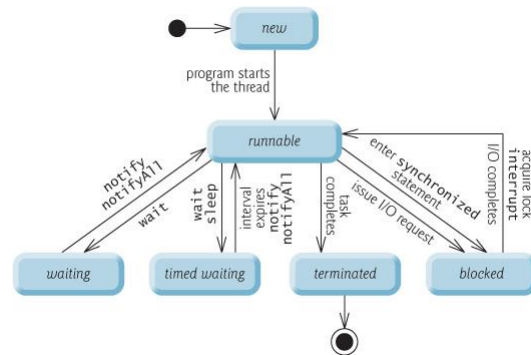 new
program starts
the thread
runnable
notify
notifyAll
wait
wait
sleep
interval
expires
notify
notifyAll
task
completes
enter synchronized
statement
issue I/O request
acquire lock
interrupt
I/O completes
waiting
timed waiting
terminated
blocked